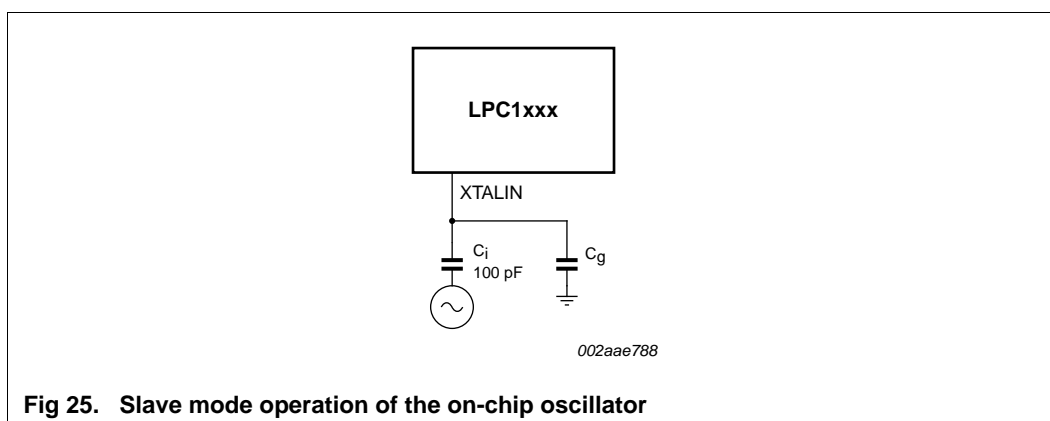 LPC1xxx
XTALIN
Ci
100 pF
Cg
002aae788
Fig 25. Slave mode operation of the on-chip oscillator